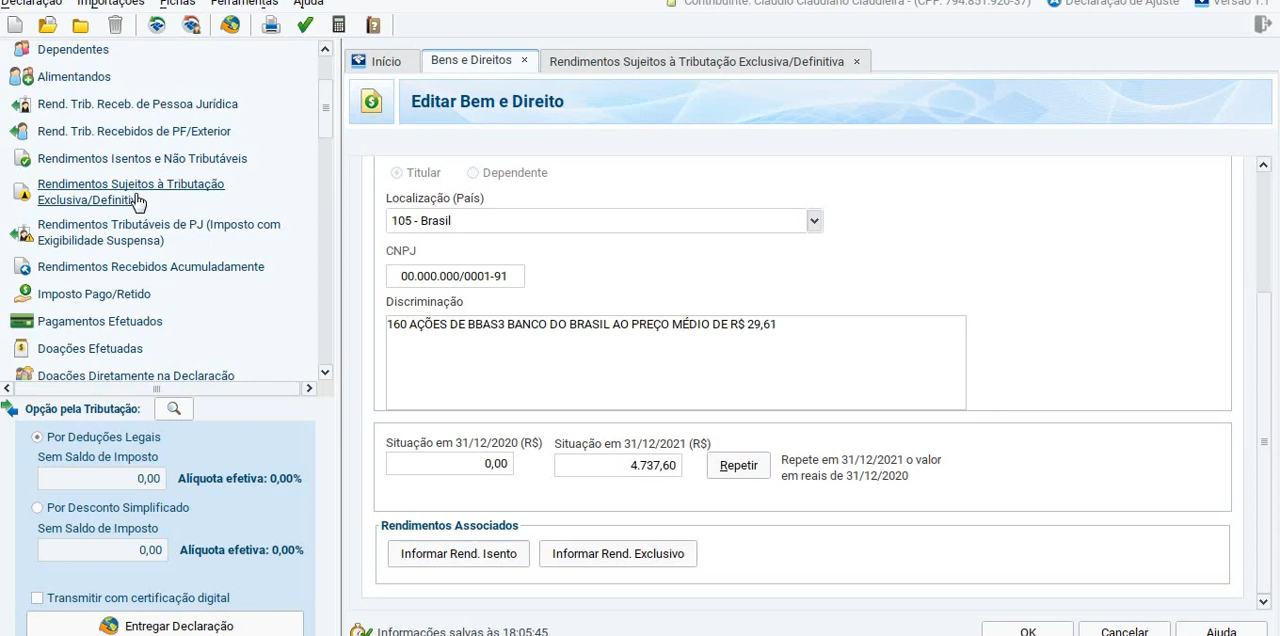 Declaração Importações Fichas Ferramentas Ajuda
Contribuinte: Claudio Claudiano Claudieira - (CPF: 794.851.920-37) Declaração de Ajuste Versão 1.1
Dependentes
Alimentandos
Rend. Trib. Receb. de Pessoa Jurídica
Rend. Trib. Recebidos de PF/Exterior
Rendimentos Isentos e Não Tributáveis
Rendimentos Sujeitos à Tributação
Exclusiva/Definitiva
Rendimentos Tributáveis de PJ (Imposto com
Exigibilidade Suspensa)
Rendimentos Recebidos Acumuladamente
Imposto Pago/Retido
Pagamentos Efetuados
Doações Efetuadas
Doações Diretamente na Declaração
Opção pela Tributação:
Por Deduções Legais
Sem Saldo de Imposto
0,00 Alíquota efetiva: 0,00%
Por Desconto Simplificado
Sem Saldo de Imposto
0,00 Alíquota efetiva: 0,00%
Transmitir com certificação digital
Entregar Declaração
Início Bens e Direitos × Rendimentos Sujeitos à Tributação Exclusiva/Definitiva ×
Editar Bem e Direito
Titular Dependente
Localização (País)
105 - Brasil
CNPJ
00.000.000/0001-91
Discriminação
160 AÇÕES DE BBAS3 BANCO DO BRASIL AO PREÇO MÉDIO DE R$ 29,61
Situação em 31/12/2020 (R$) Situação em 31/12/2021 (R$)
0,00 4.737,60 Repetir Repete em 31/12/2021 o valor
em reais de 31/12/2020
Rendimentos Associados
Informar Rend. Isento Informar Rend. Exclusivo
Informações salvas às 18:05:45 OK Cancelar Ajuda